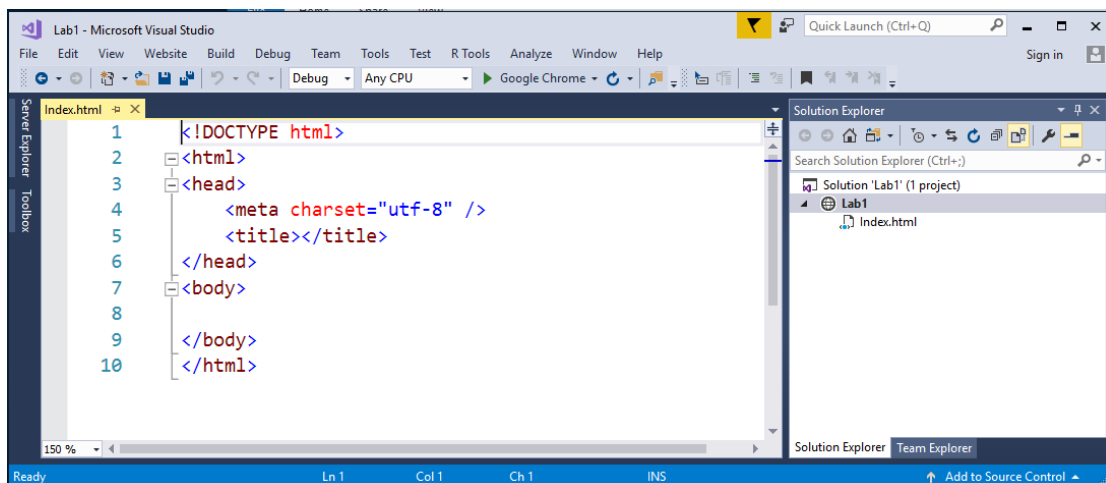 Lab1 - Microsoft Visual Studio
Quick Launch (Ctrl+Q)
File Edit View Website Build Debug Team Tools Test R Tools Analyze Window Help
Sign in
Debug Any CPU Google Chrome
Server Explorer
Toolbox
Index.html
1 <!DOCTYPE html>
2 <html>
3 <head>
4 <meta charset="utf-8" />
5 <title></title>
6 </head>
7 <body>
8
9 </body>
10 </html>
150 %
Solution Explorer
Search Solution Explorer (Ctrl+;)
Solution 'Lab1' (1 project)
Lab1
Index.html
Solution Explorer Team Explorer
Ready Ln 1 Col 1 Ch 1 INS Add to Source Control